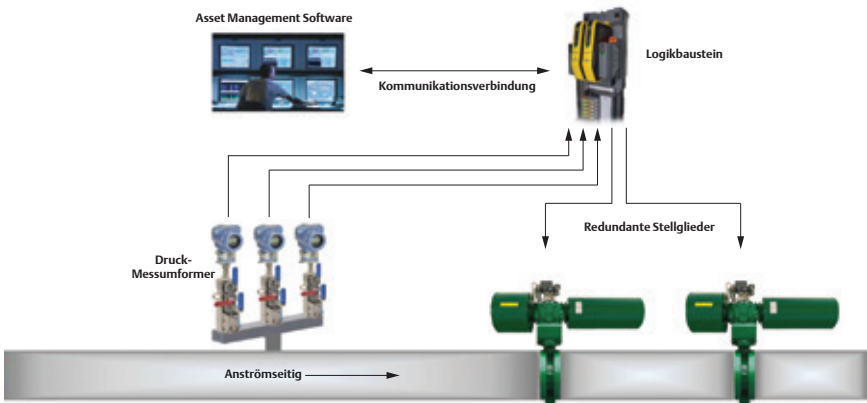 Asset Management Software
Logikbaustein
Kommunikationsverbindung
Redundante Stellglieder
Druck-
Messumformer
Anströmseitig